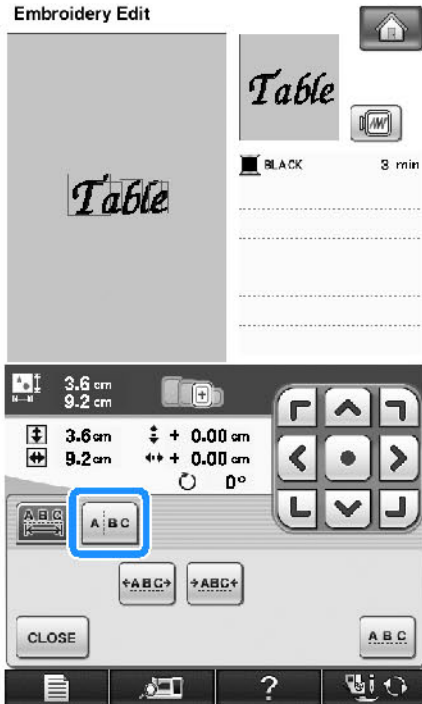 Embroidery Edit
Table
BLACK 3 min
Table
3.6 cm
9.2 cm
3.6 cm + 0.00 cm
9.2 cm + 0.00 cm
0°
ABC
A BC
ABC
ABC
CLOSE
ABC
?